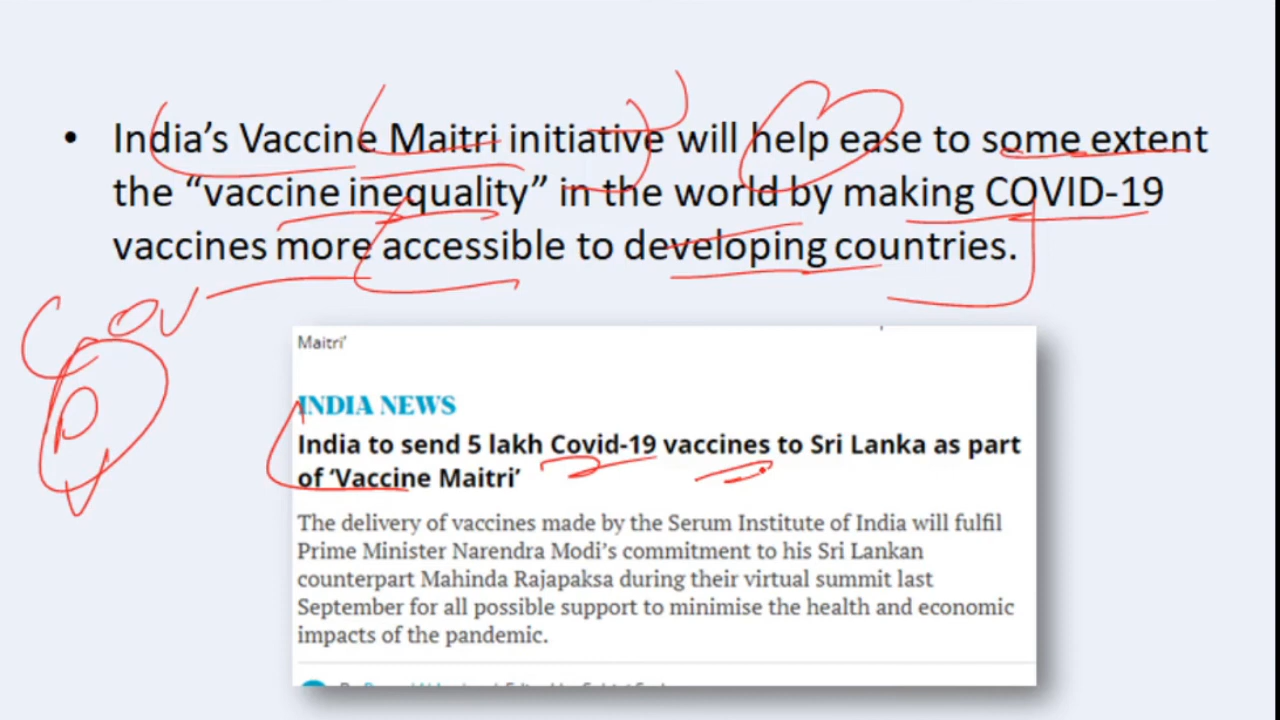 • India's Vaccine Maitri initiative will help ease to some extent
the “vaccine inequality” in the world by making COVID-19
vaccines more accessible to developing countries.
Maitri'
INDIA NEWS
India to send 5 lakh Covid-19 vaccines to Sri Lanka as part
of 'Vaccine Maitri'
The delivery of vaccines made by the Serum Institute of India will fulfil
Prime Minister Narendra Modi's commitment to his Sri Lankan
counterpart Mahinda Rajapaksa during their virtual summit last
September for all possible support to minimise the health and economic
impacts of the pandemic.